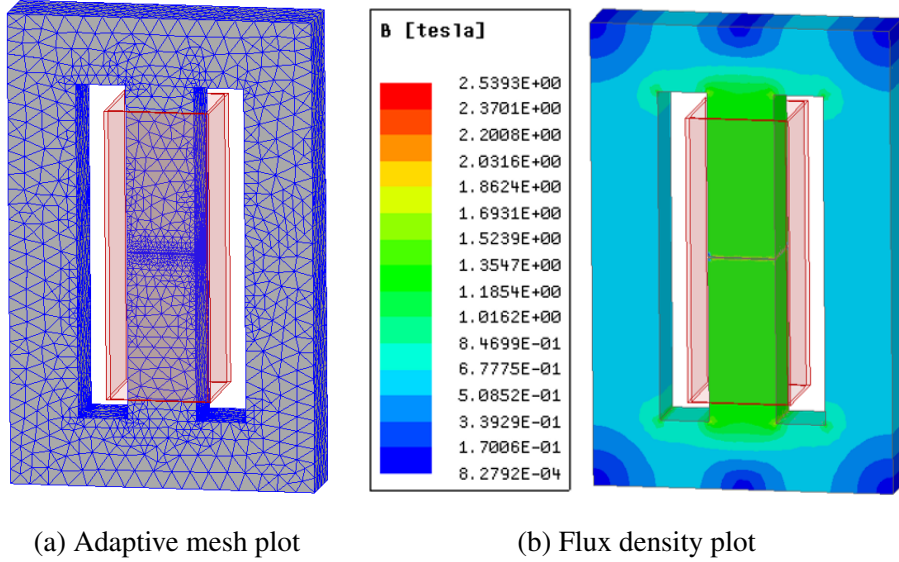 B [tesla]
2.5393E+00
2.3701E+00
2.2008E+00
2.0316E+00
1.8624E+00
1.6931E+00
1.5239E+00
1.3547E+00
1.1854E+00
1.0162E+00
8.4699E-01
6.7775E-01
5.0852E-01
3.3929E-01
1.7006E-01
8.2792E-04
(a) Adaptive mesh plot
(b) Flux density plot